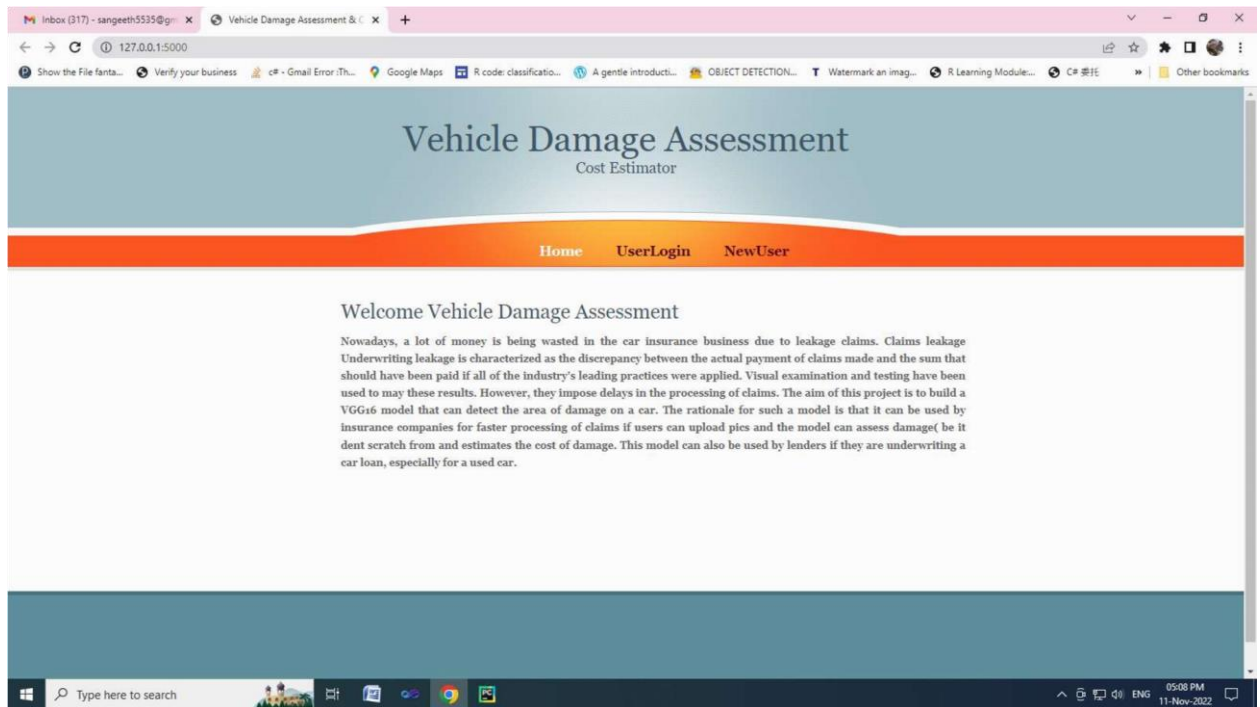 Inbox (317) - sangeeth5535@gm
Vehicle Damage Assessment & C
127.0.0.1:5000
Show the File fanta...
Verify your business
c# - Gmail Error :Th...
Google Maps
R code: classificatio...
A gentle introducti...
OBJECT DETECTION...
Watermark an imag...
R Learning Module:...
C# 委托
Other bookmarks
Vehicle Damage Assessment
Cost Estimator
Home UserLogin NewUser
Welcome Vehicle Damage Assessment
Nowadays, a lot of money is being wasted in the car insurance business due to leakage claims. Claims leakage
Underwriting leakage is characterized as the discrepancy between the actual payment of claims made and the sum that
should have been paid if all of the industry's leading practices were applied. Visual examination and testing have been
used to may these results. However, they impose delays in the processing of claims. The aim of this project is to build a
VGG16 model that can detect the area of damage on a car. The rationale for such a model is that it can be used by
insurance companies for faster processing of claims if users can upload pics and the model can assess damage( be it
dent scratch from and estimates the cost of damage. This model can also be used by lenders if they are underwriting a
car loan, especially for a used car.
Type here to search
ENG
05:08 PM
11-Nov-2022